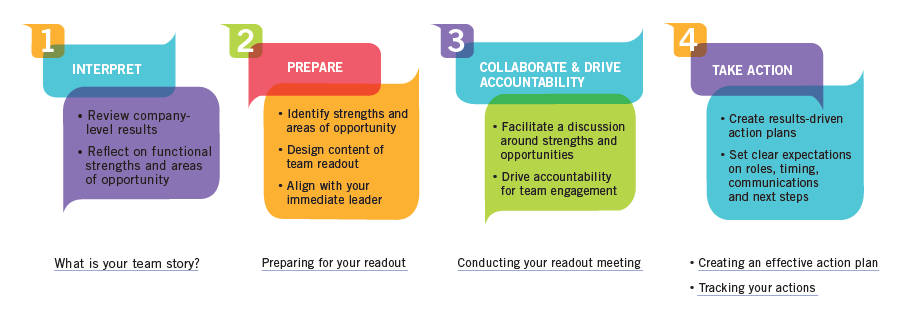 1
INTERPRET
• Review company-
level results
• Reflect on functional
strengths and areas
of opportunity
What is your team story?
2
PREPARE
• Identify strengths and
areas of opportunity
• Design content of
team readout
• Align with your
immediate leader
Preparing for your readout
3
COLLABORATE & DRIVE
ACCOUNTABILITY
• Facilitate a discussion
around strengths and
opportunities
• Drive accountability
for team engagement
Conducting your readout meeting
4
TAKE ACTION
• Create results-driven
action plans
• Set clear expectations
on roles, timing,
communications
and next steps
• Creating an effective action plan
• Tracking your actions